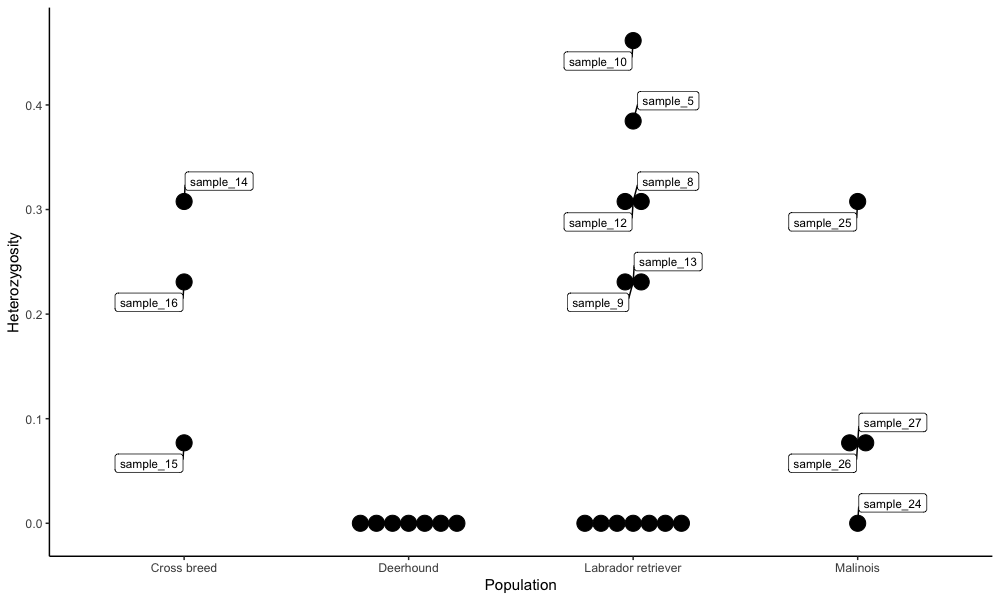 sample_10
sample_5
0.4
sample_14
sample_8
0.3
sample_12
sample_25
sample_13
sample_16
sample_9
0.2
Heterozygosity
0.1
sample_27
sample_15
sample_26
sample_24
0.0
Cross breed
Deerhound
Labrador retriever
Malinois
Population